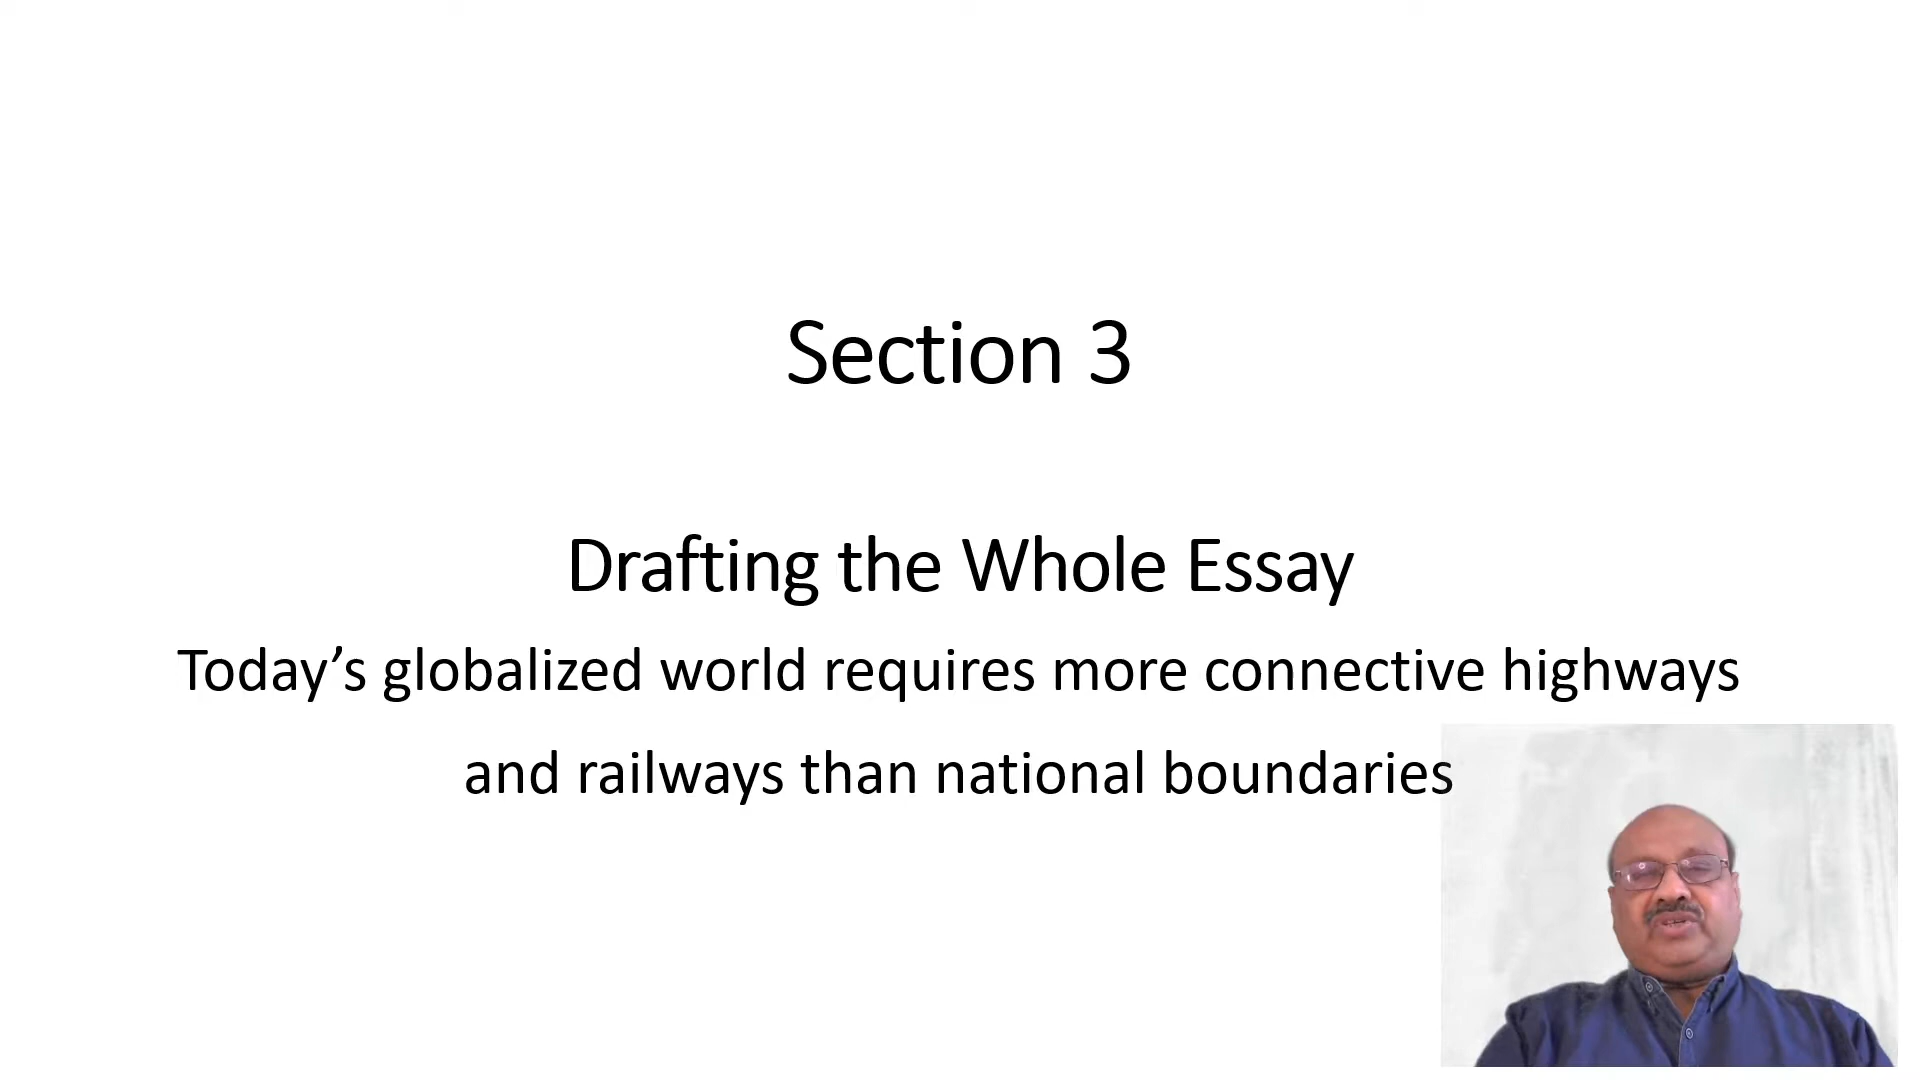 Section 3
Drafting the Whole Essay
Today’s globalized world requires more connective highways
and railways than national boundaries